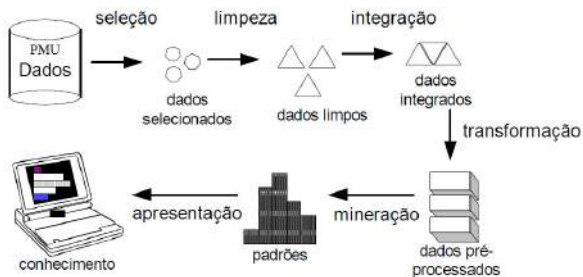 seleção
limpeza
integração
PMU
Dados
dados
selecionados
dados limpos
dados
integrados
transformação
apresentação
mineração
conhecimento
padrões
dados pré-
processados